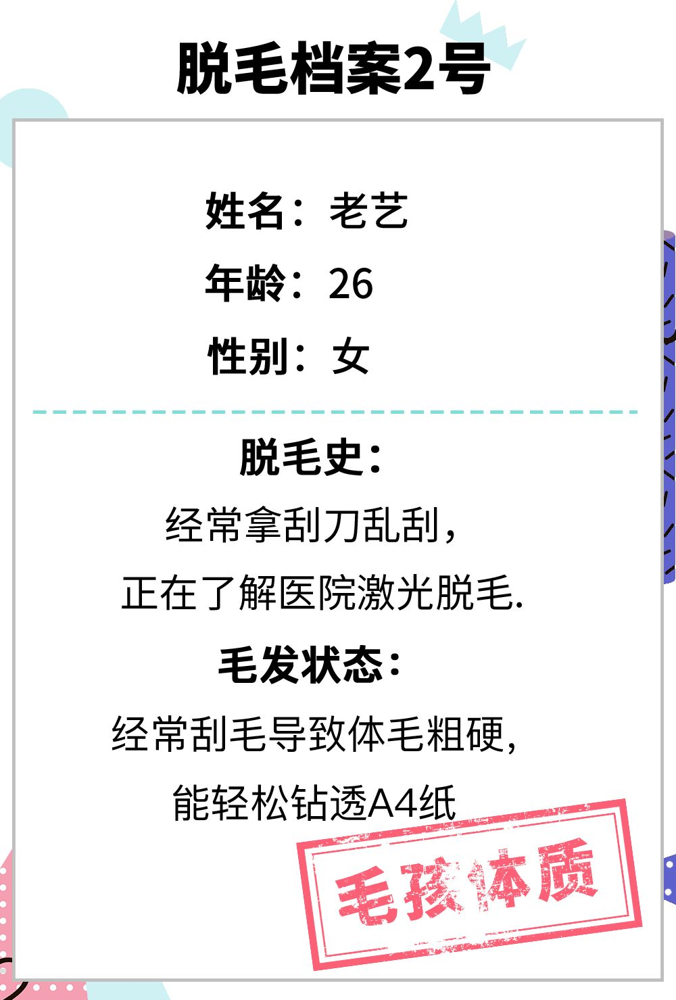 脱毛档案2号
姓名：老艺
年龄：26
性别：女
脱毛史：
经常拿刮刀乱刮，
正在了解医院激光脱毛.
毛发状态：
经常刮毛导致体毛粗硬，
能轻松钻透A4纸
毛孩体质